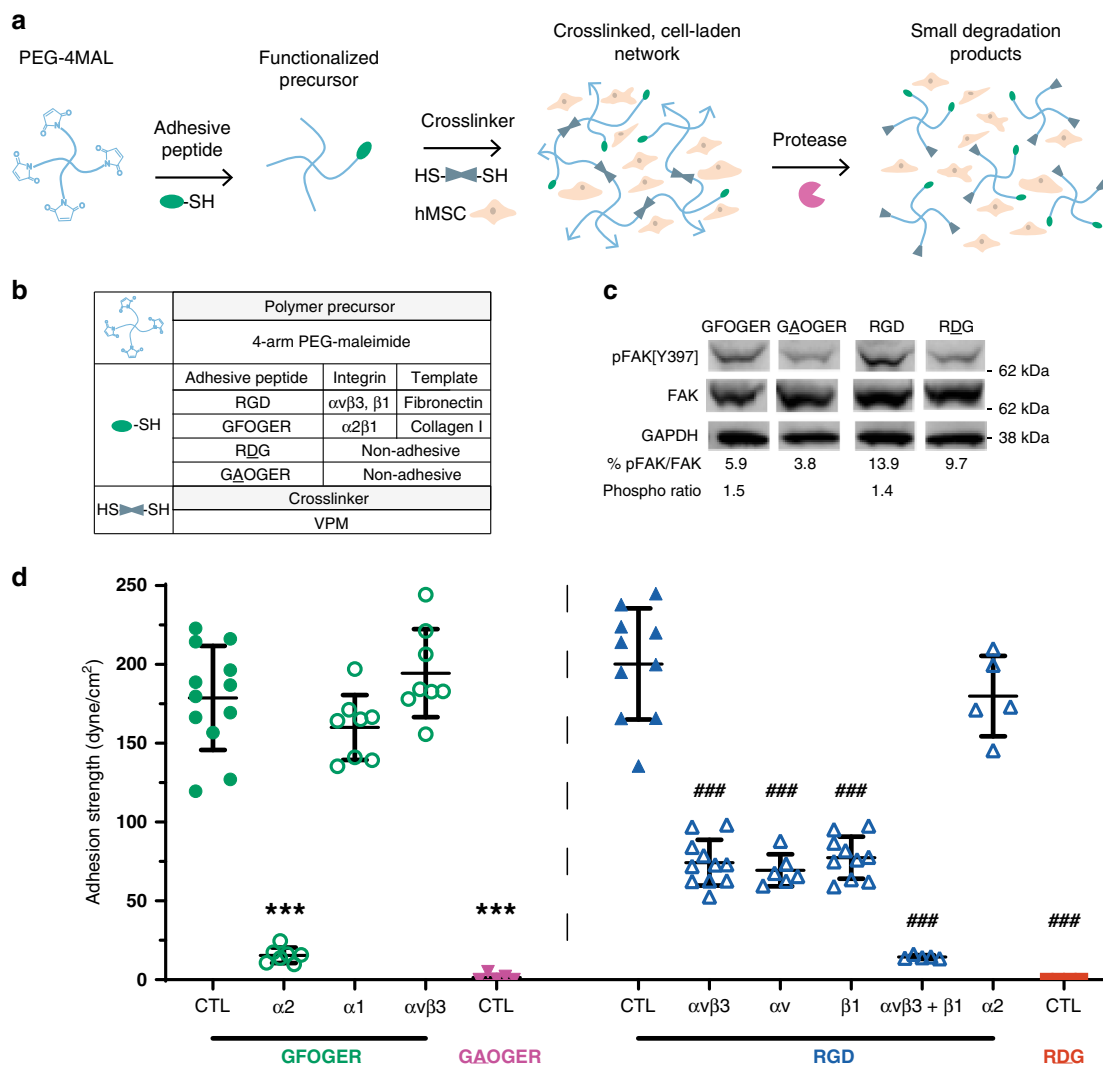 a
PEG-4MAL
Adhesive
peptide
-SH
Functionalized
precursor
Crosslinker
HS -SH
hMSC
Crosslinked, cell-laden
network
Protease
Small degradation
products
O
O
N
O
O
N
O
O
N
O
O
N
b
Polymer precursor
4-arm PEG-maleimide
-SH
Adhesive peptide Integrin Template
RGD αvβ3, β1 Fibronectin
GFOGER α2β1 Collagen I
RDG Non-adhesive
GAOGER Non-adhesive
HS -SH
Crosslinker
VPM
c
GFOGER GAOGER RGD RDG
pFAK[Y397]
- 62 kDa
FAK
- 62 kDa
GAPDH
- 38 kDa
% pFAK/FAK 5.9 3.8 13.9 9.7
Phospho ratio 1.5 1.4
d
Adhesion strength (dyne/cm²)
250
200
150
100
50
0
***
***
###
###
###
###
###
CTL α2 α1 αvβ3 CTL CTL αvβ3 αv β1 αvβ3 + β1 α2 CTL
GFOGER GAOGER RGD RDG